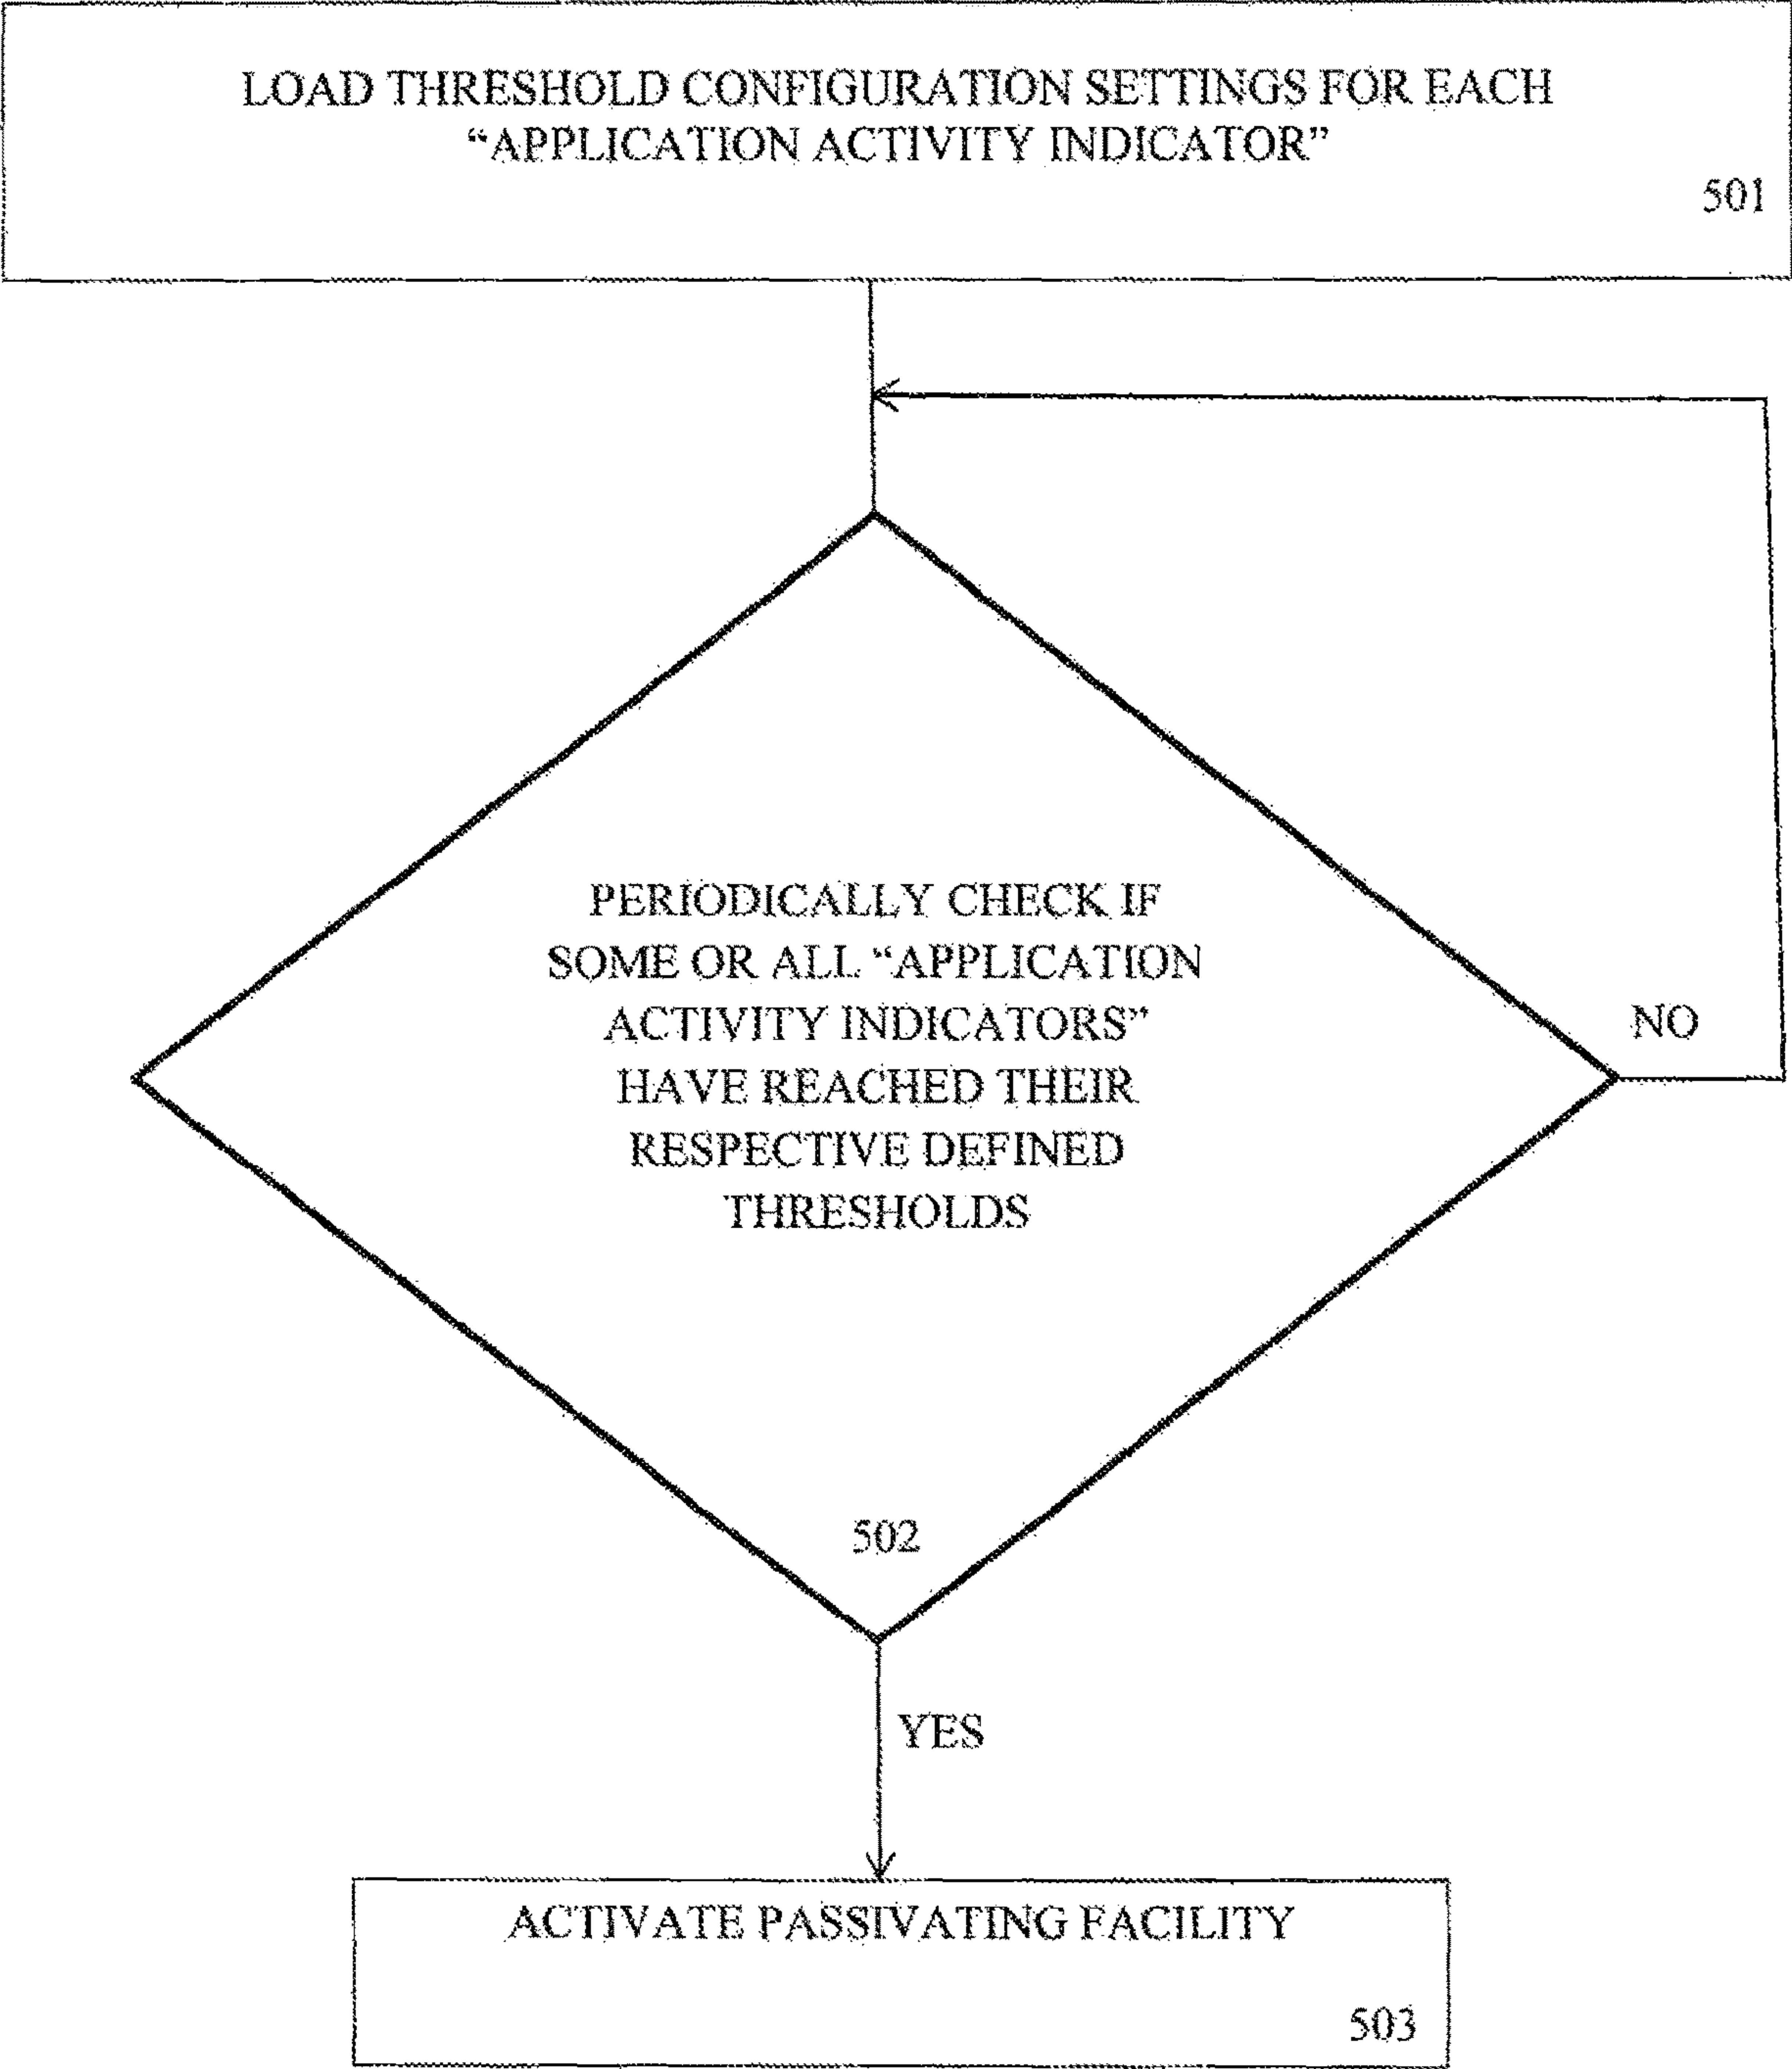 LOAD THRESHOLD CONFIGURATION SETTINGS FOR EACH
“APPLICATION ACTIVITY INDICATOR”
501
PERIODICALLY CHECK IF
SOME OR ALL “APPLICATION
ACTIVITY INDICATORS”
HAVE REACHED THEIR
RESPECTIVE DEFINED
THRESHOLDS
NO
502
YES
ACTIVATE PASSIVATING FACILITY
503